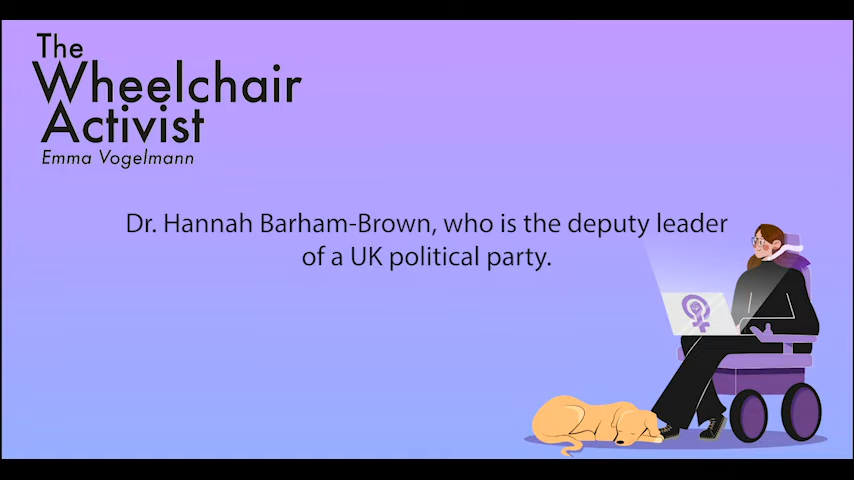 The
Wheelchair
Activist
Emma Vogelmann
Dr. Hannah Barham-Brown, who is the deputy leader
of a UK political party.